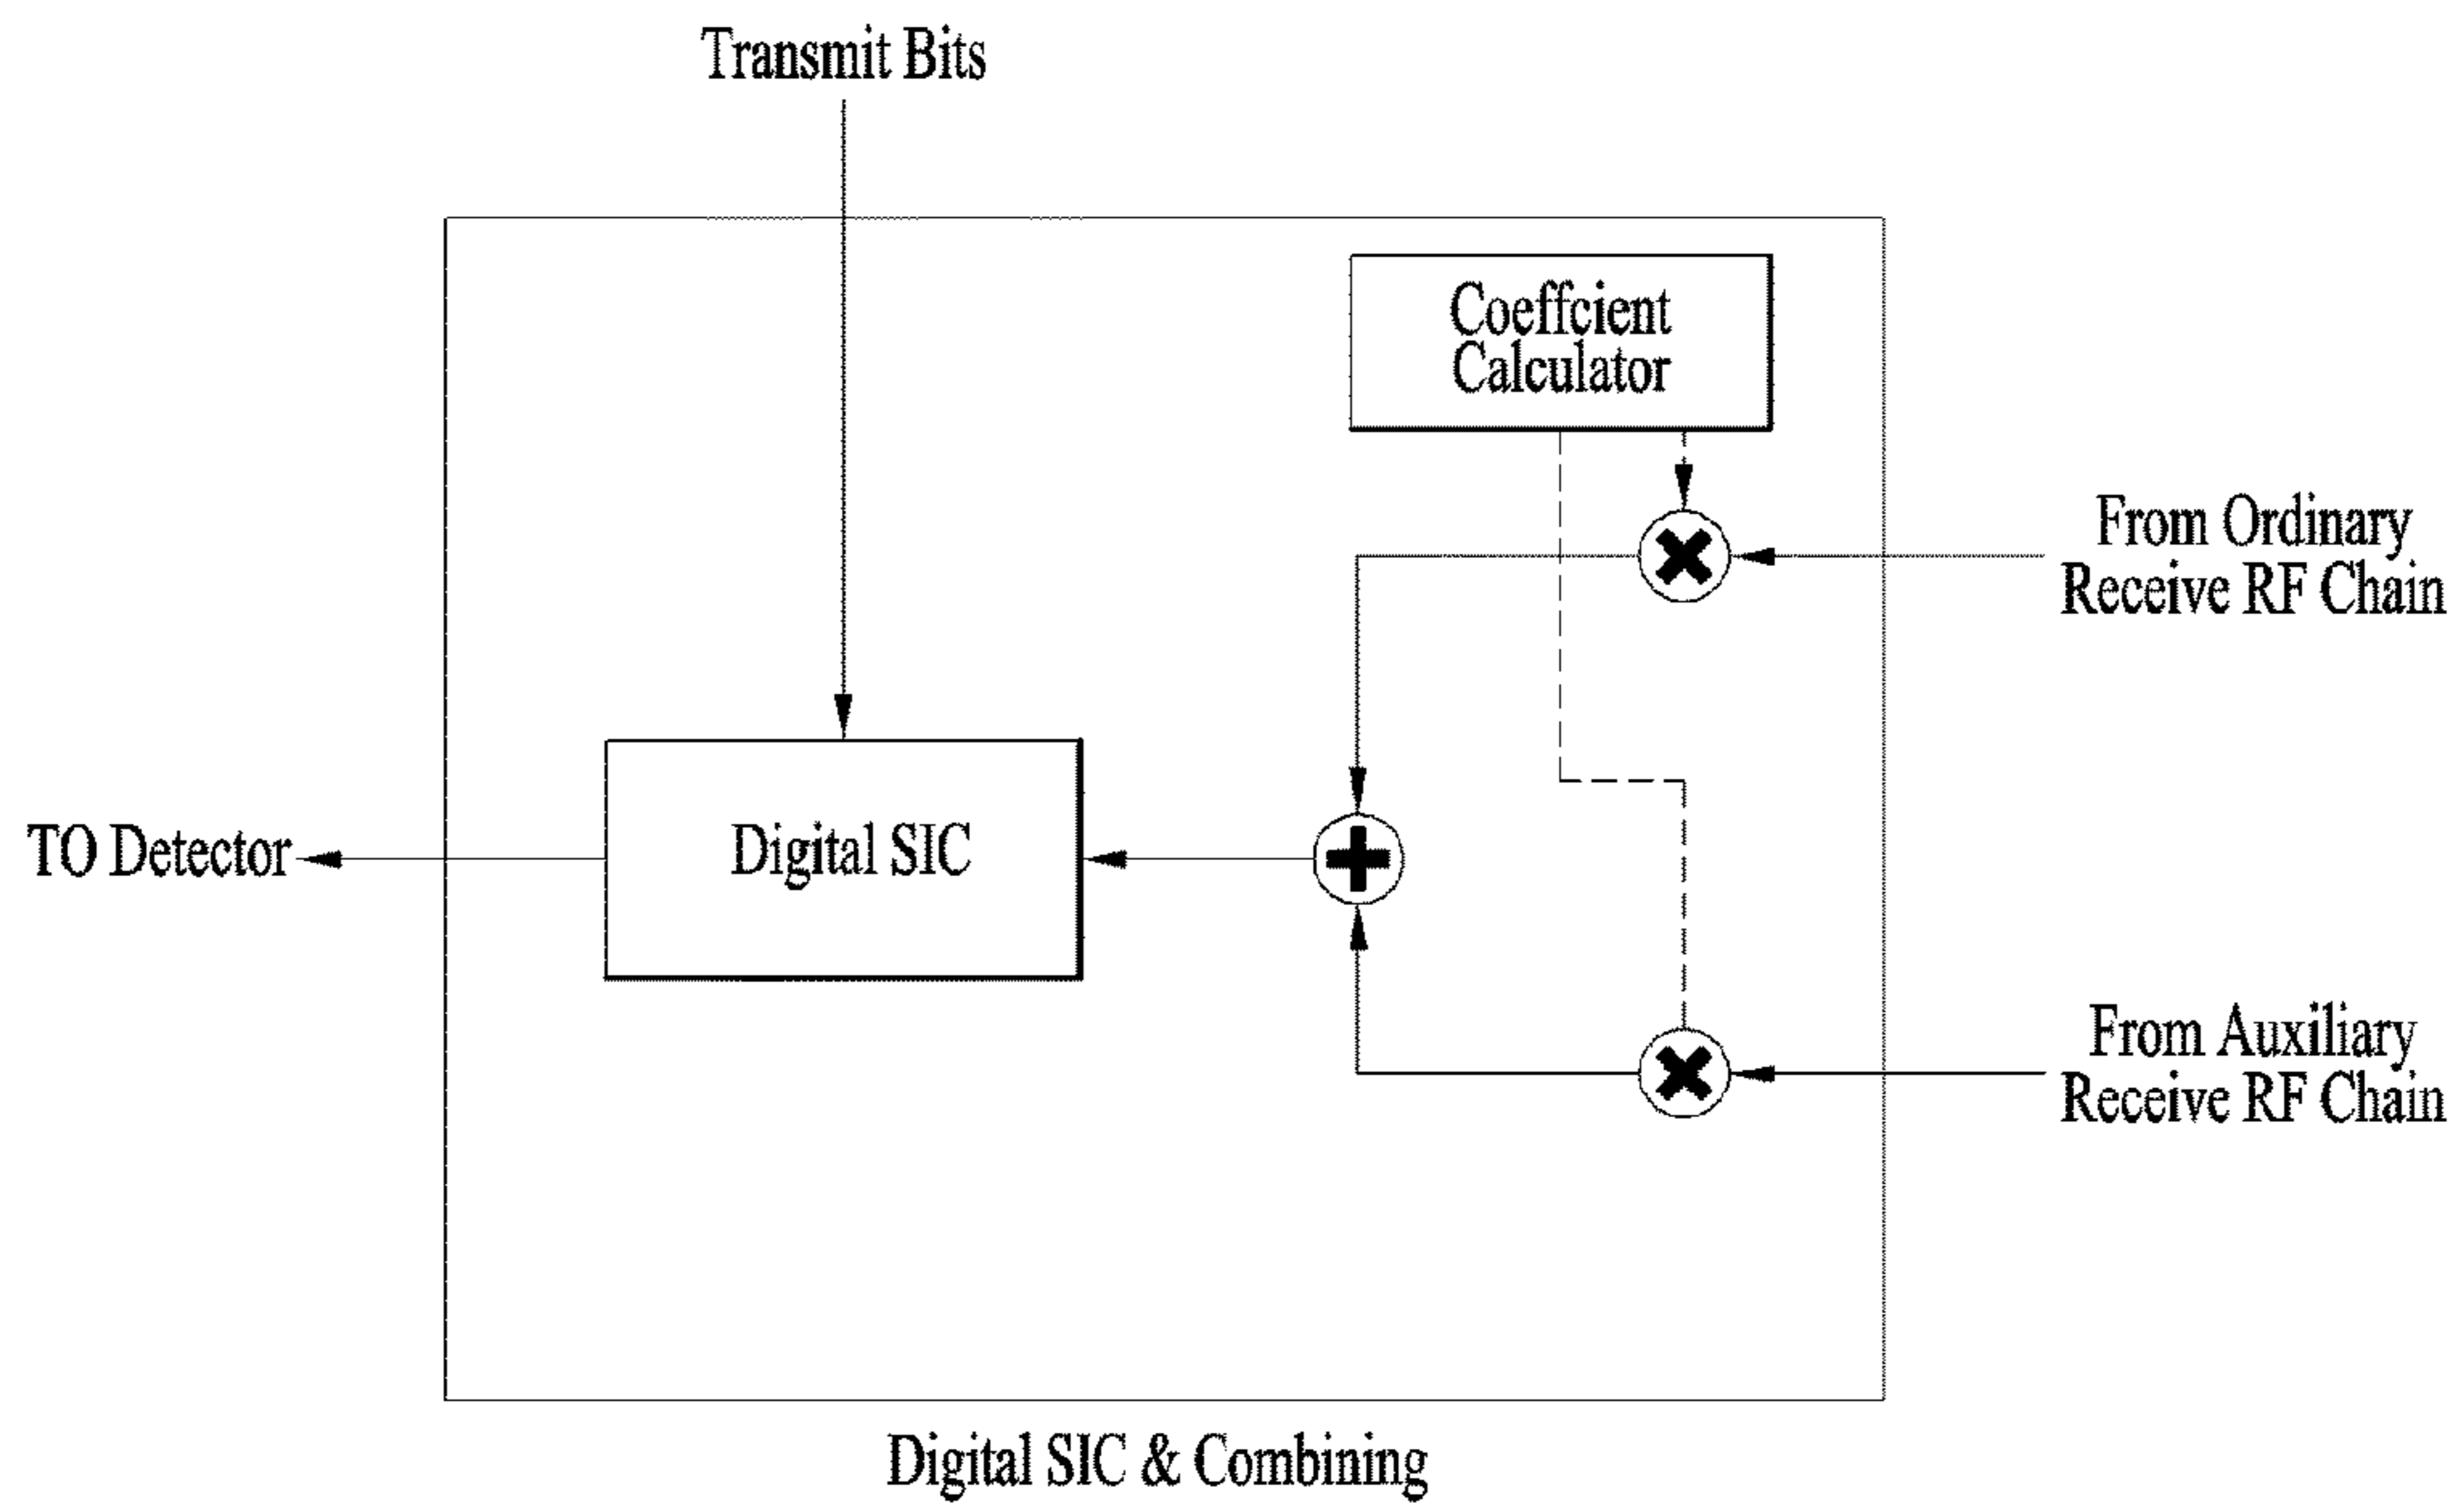 Transmit Bits
Coeffcient
Calculator
From Ordinary
Receive RF Chain
Digital SIC
TO Detector
From Auxiliary
Receive RF Chain
Digital SIC & Combining